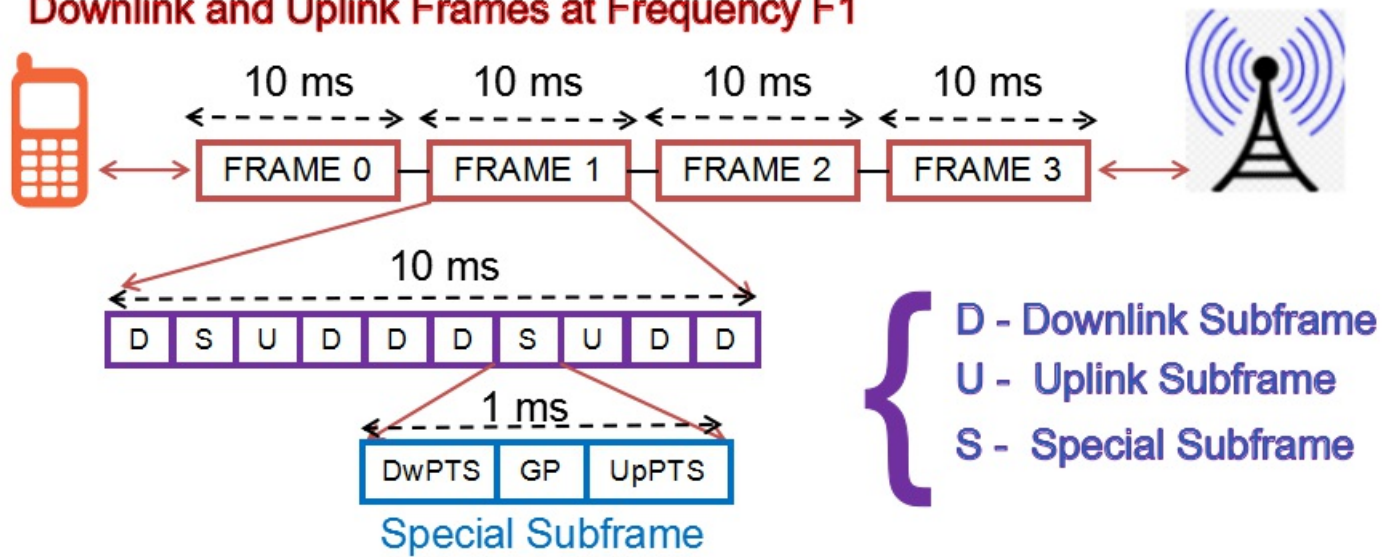 Downlink and Uplink Frames at Frequency F1
10 ms 10 ms 10 ms 10 ms
FRAME 0 FRAME 1 FRAME 2 FRAME 3
10 ms
D S U D D D S U D D
1 ms
DwPTS GP UpPTS
Special Subframe
D - Downlink Subframe
U - Uplink Subframe
S - Special Subframe